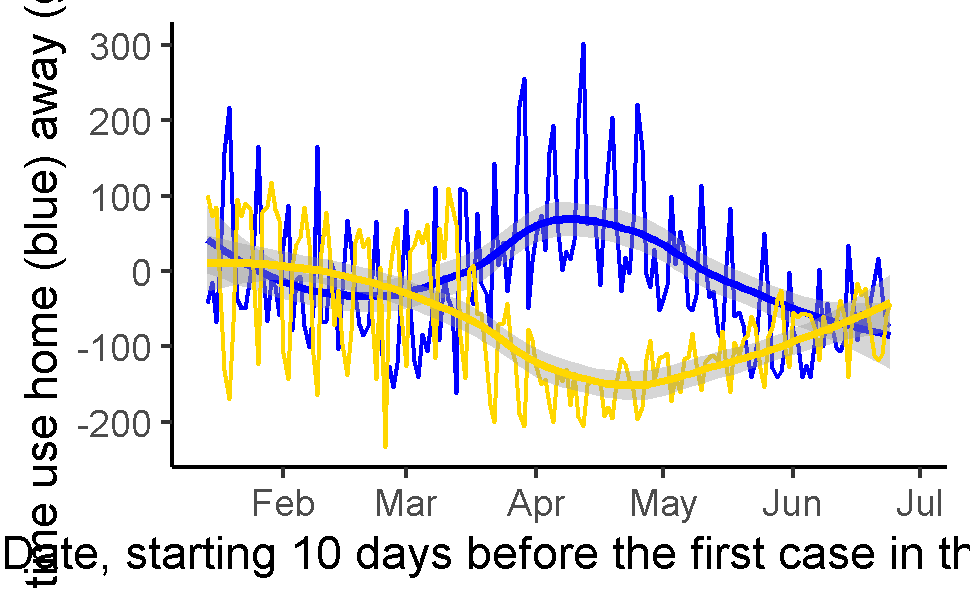 time use home (blue) away (
300
200
100
0
-100
-200
Feb Mar Apr May Jun Jul
Date, starting 10 days before the first case in th